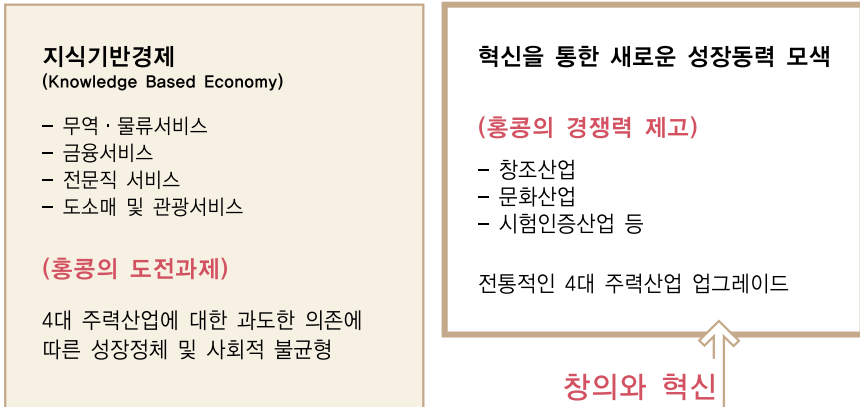 지식기반경제
(Knowledge Based Economy)
– 무역 · 물류서비스
– 금융서비스
– 전문직 서비스
– 도소매 및 관광서비스
(홍콩의 도전과제)
4대 주력산업에 대한 과도한 의존에
따른 성장정체 및 사회적 불균형
혁신을 통한 새로운 성장동력 모색
(홍콩의 경쟁력 제고)
– 창조산업
– 문화산업
– 시험인증산업 등
전통적인 4대 주력산업 업그레이드
창의와 혁신